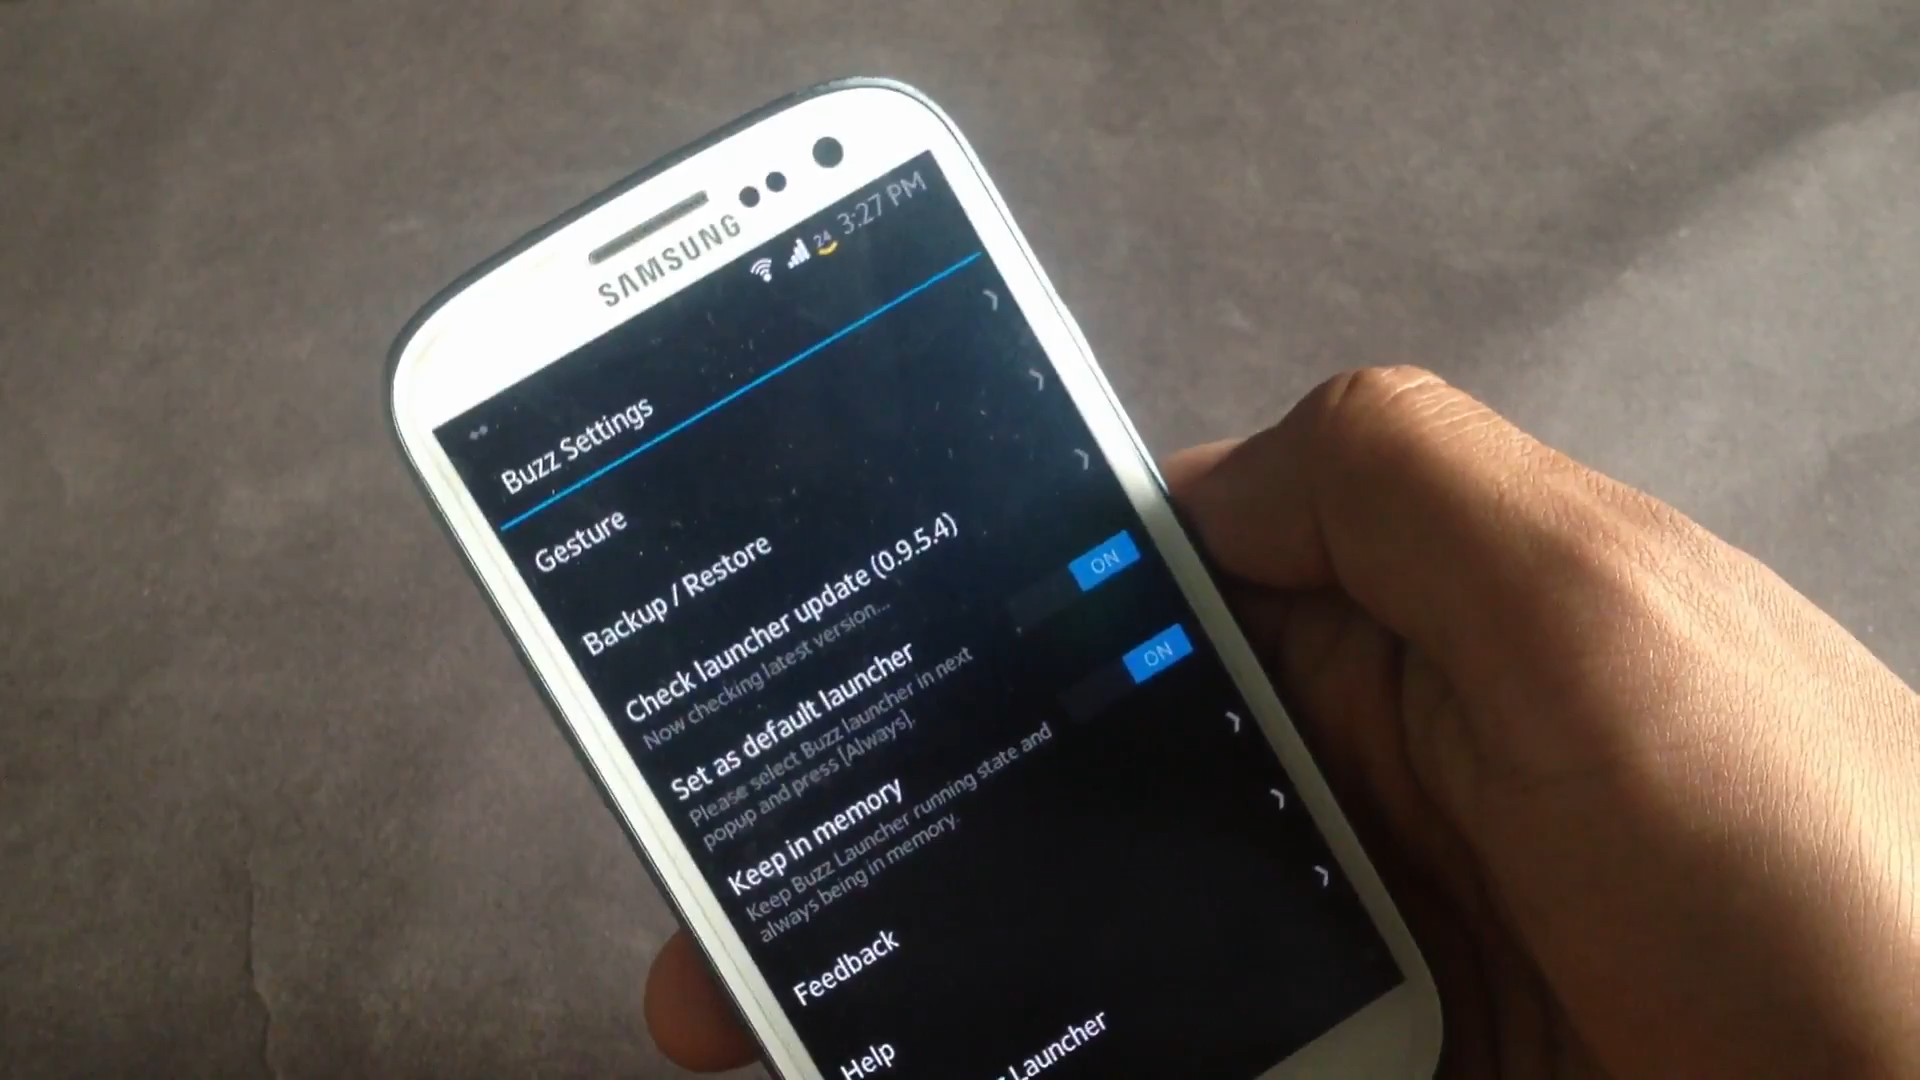 SAMSUNG
24 3:27 PM
Buzz Settings
Gesture
Backup / Restore
Check launcher update (0.9.5.4)
Now checking latest version...
Set as default launcher
Please select Buzz launcher in next
popup and press [Always].
ON
Keep in memory
Keep Buzz Launcher running state and
always being in memory.
ON
Feedback
Help
Launcher